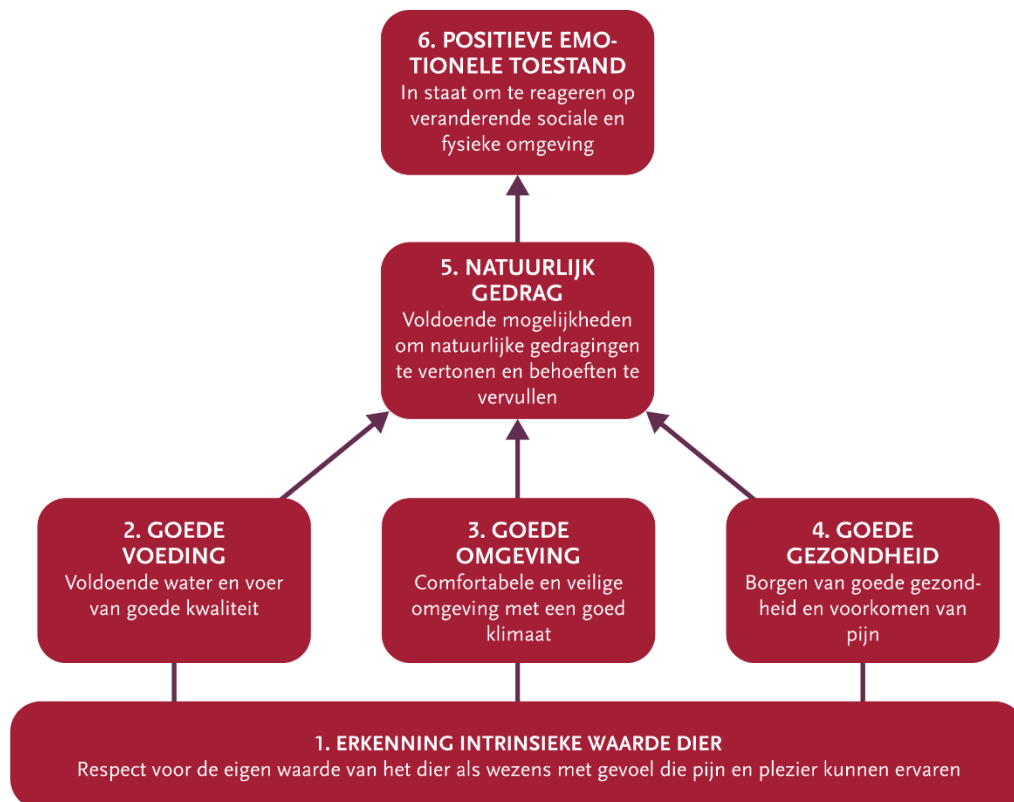 6. POSITIEVE EMO-
TIONELE TOESTAND
In staat om te reageren op
veranderende sociale en
fysieke omgeving
5. NATUURLIJK
GEDRAG
Voldoende mogelijkheden
om natuurlijke gedragingen
te vertonen en behoeften te
vervullen
2. GOEDE
VOEDING
Voldoende water en voer
van goede kwaliteit
3. GOEDE
OMGEVING
Comfortabele en veilige
omgeving met een goed
klimaat
4. GOEDE
GEZONDHEID
Borgen van goede gezond-
heid en voorkomen van
pijn
1. ERKENNING INTRINSIEKE WAARDE DIER
Respect voor de eigen waarde van het dier als wezens met gevoel die pijn en plezier kunnen ervaren